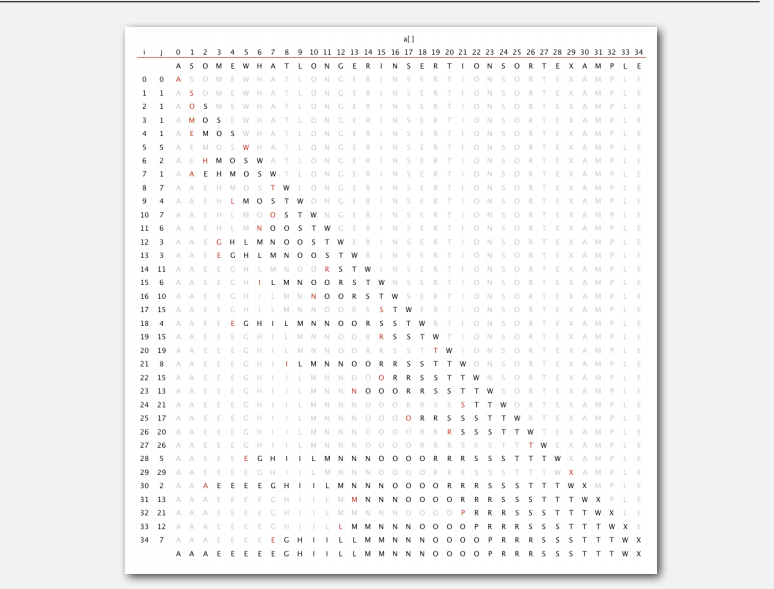 a[ ]
i j 0 1 2 3 4 5 6 7 8 9 10 11 12 13 14 15 16 17 18 19 20 21 22 23 24 25 26 27 28 29 30 31 32 33 34
A S O M E W H A T L O N G E R I N S E R T I O N S O R T E X A M P L E
0 0 A S O M E W H A T L O N G E R I N S E R T I O N S O R T E X A M P L E
1 1 A S O M E W H A T L O N G E R I N S E R T I O N S O R T E X A M P L E
2 1 A O S M E W H A T L O N G E R I N S E R T I O N S O R T E X A M P L E
3 1 A M O S E W H A T L O N G E R I N S E R T I O N S O R T E X A M P L E
4 1 A E M O S W H A T L O N G E R I N S E R T I O N S O R T E X A M P L E
5 5 A E M O S W H A T L O N G E R I N S E R T I O N S O R T E X A M P L E
6 2 A E H M O S W A T L O N G E R I N S E R T I O N S O R T E X A M P L E
7 1 A A E H M O S W T L O N G E R I N S E R T I O N S O R T E X A M P L E
8 7 A A E H M O S T W L O N G E R I N S E R T I O N S O R T E X A M P L E
9 4 A A E H L M O S T W O N G E R I N S E R T I O N S O R T E X A M P L E
10 7 A A E H L M O O S T W N G E R I N S E R T I O N S O R T E X A M P L E
11 6 A A E H L M N O O S T W G E R I N S E R T I O N S O R T E X A M P L E
12 3 A A E G H L M N O O S T W E R I N S E R T I O N S O R T E X A M P L E
13 3 A A E E G H L M N O O S T W R I N S E R T I O N S O R T E X A M P L E
14 11 A A E E G H L M N O O R S T W I N S E R T I O N S O R T E X A M P L E
15 6 A A E E G H I L M N O O R S T W N S E R T I O N S O R T E X A M P L E
16 10 A A E E G H I L M N N O O R S T W S E R T I O N S O R T E X A M P L E
17 15 A A E E G H I L M N N O O R S S T W E R T I O N S O R T E X A M P L E
18 4 A A E E E G H I L M N N O O R S S T W R T I O N S O R T E X A M P L E
19 15 A A E E E G H I L M N N O O R R S S T W T I O N S O R T E X A M P L E
20 19 A A E E E G H I L M N N O O R R S S T T W I O N S O R T E X A M P L E
21 8 A A E E E G H I I L M N N O O R R S S T T W O N S O R T E X A M P L E
22 15 A A E E E G H I I L M N N O O O R R S S T T W N S O R T E X A M P L E
23 13 A A E E E G H I I L M N N N O O O R R S S T T W S O R T E X A M P L E
24 21 A A E E E G H I I L M N N N O O O R R S S S T T W O R T E X A M P L E
25 17 A A E E E G H I I L M N N N O O O O R R S S S T T W R T E X A M P L E
26 20 A A E E E G H I I L M N N N O O O O R R R S S S T T W T E X A M P L E
27 26 A A E E E G H I I L M N N N O O O O R R R S S S T T T W E X A M P L E
28 5 A A E E E E G H I I L M N N N O O O O R R R S S S T T T W X A M P L E
29 29 A A E E E E G H I I L M N N N O O O O R R R S S S T T T W X A M P L E
30 2 A A A E E E E G H I I L M N N N O O O O R R R S S S T T T W X M P L E
31 13 A A A E E E E G H I I L M M N N N O O O O R R R S S S T T T W X P L E
32 21 A A A E E E E G H I I L M M N N N O O O O P R R R S S S T T T W X L E
33 12 A A A E E E E G H I I L L M M N N N O O O O P R R R S S S T T T W X E
34 7 A A A E E E E E G H I I L L M M N N N O O O O P R R R S S S T T T W X
A A A E E E E E G H I I L L M M N N N O O O O P R R R S S S T T T W X